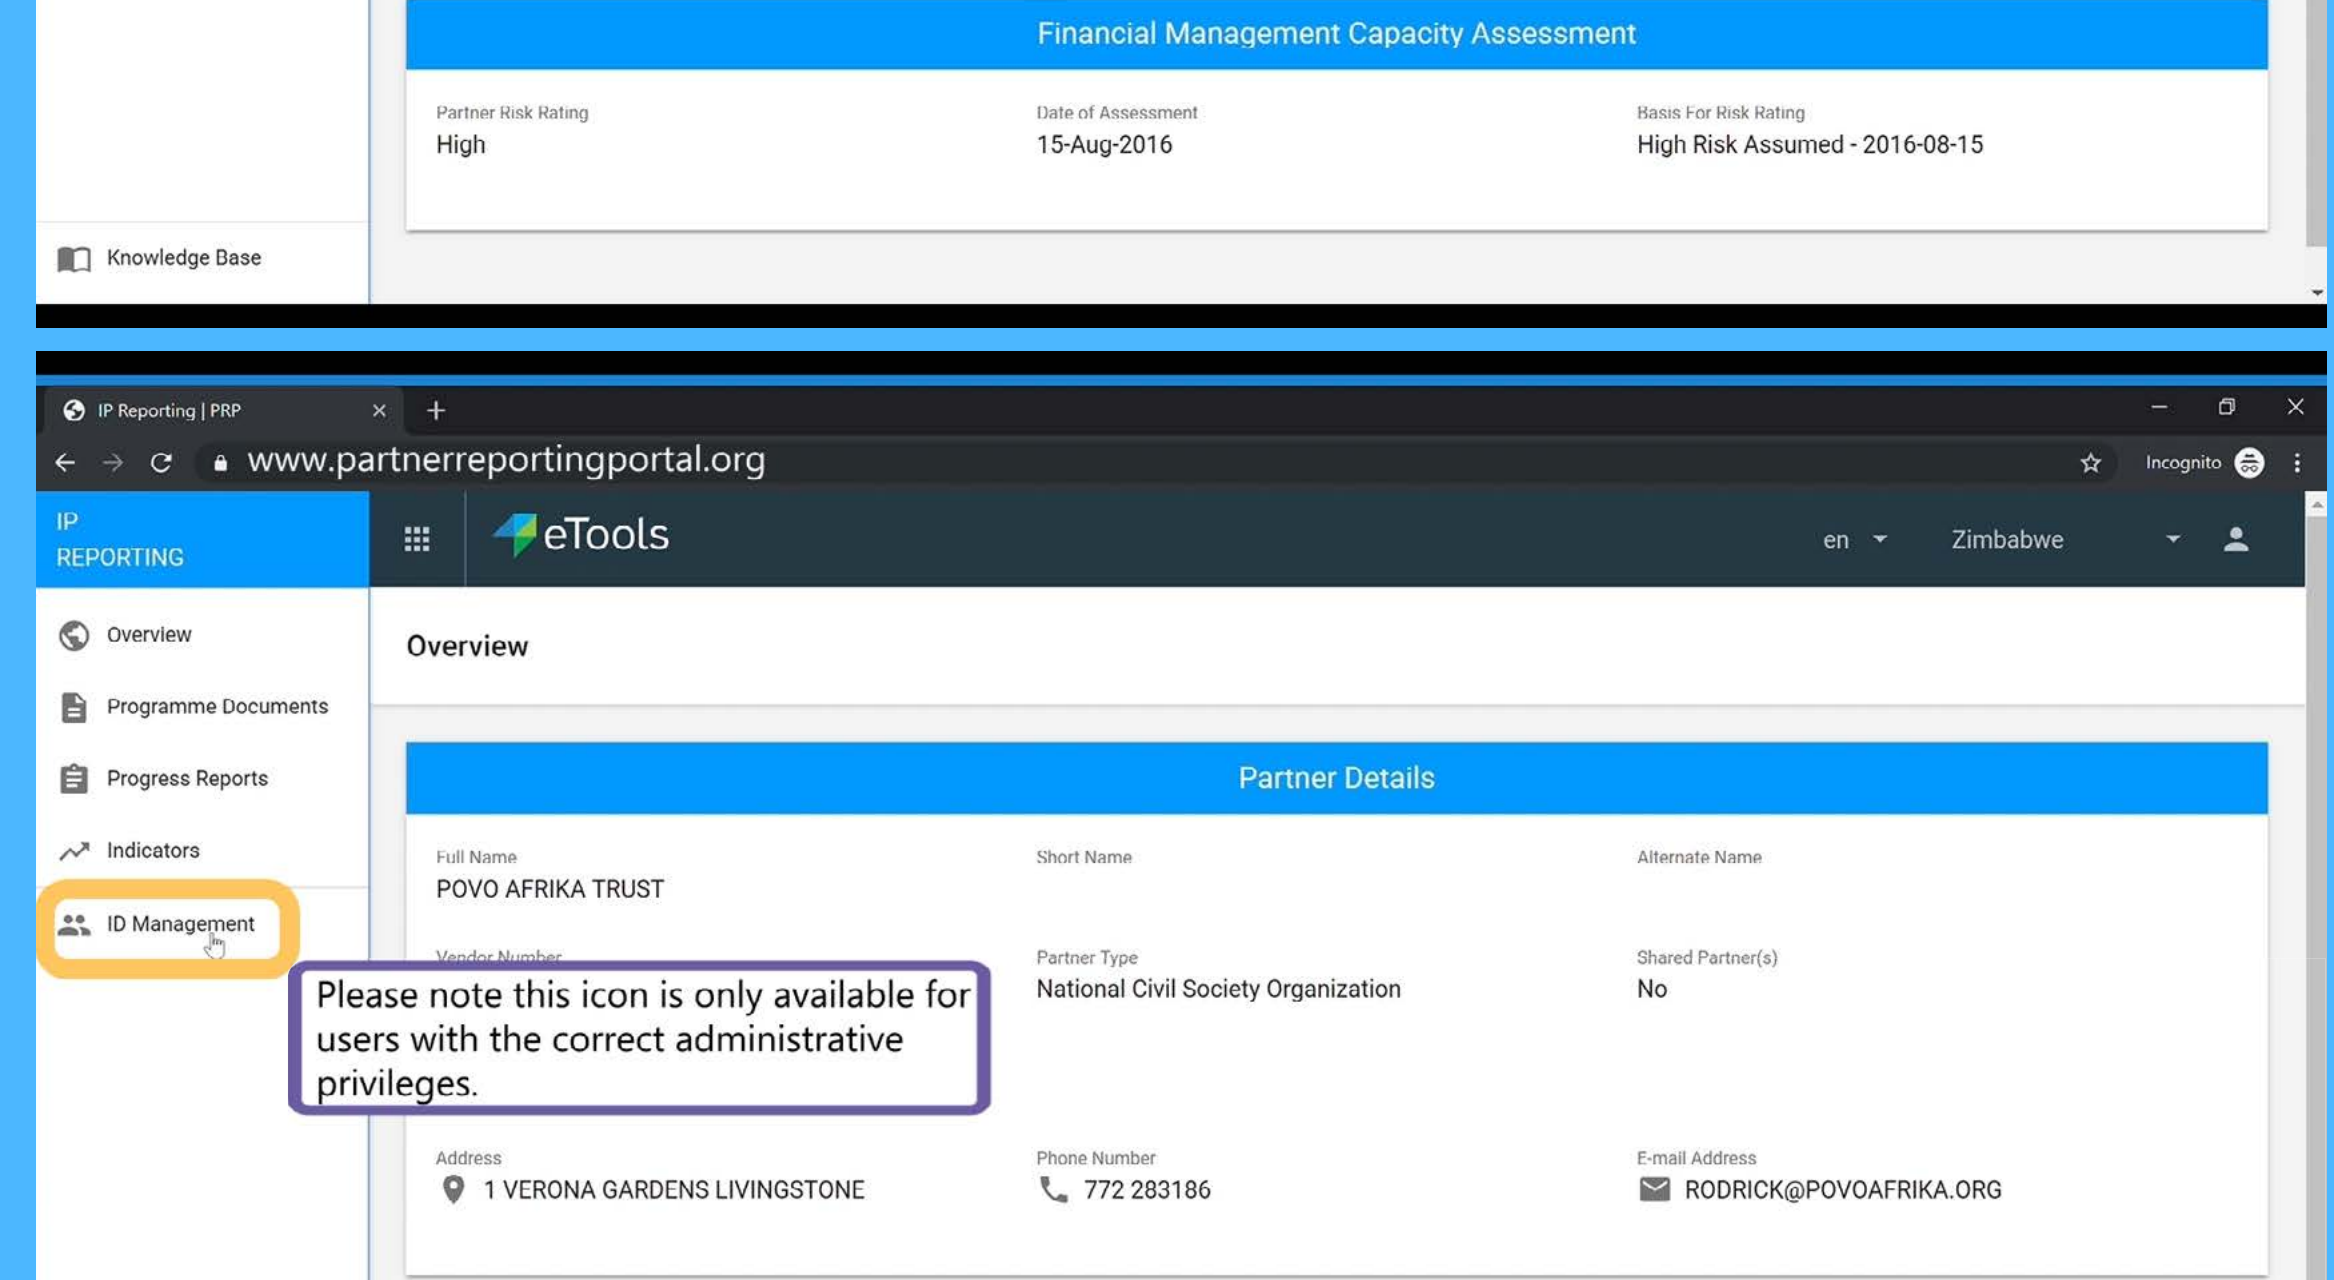 Financial Management Capacity Assessment
Partner Risk Rating
High
Date of Assessment
15-Aug-2016
Basis For Risk Rating
High Risk Assumed - 2016-08-15
Knowledge Base
IP Reporting | PRP
www.partnerreportingportal.org
Incognito
IP
REPORTING
eTools
en
Zimbabwe
Overview
Programme Documents
Progress Reports
Indicators
ID Management
Overview
Partner Details
Full Name
POVO AFRIKA TRUST
Short Name
Alternate Name
Vendor Number
Partner Type
National Civil Society Organization
Shared Partner(s)
No
Please note this icon is only available for
users with the correct administrative
privileges.
Address
1 VERONA GARDENS LIVINGSTONE
Phone Number
772 283186
E-mail Address
RODRICK@POVOAFRIKA.ORG